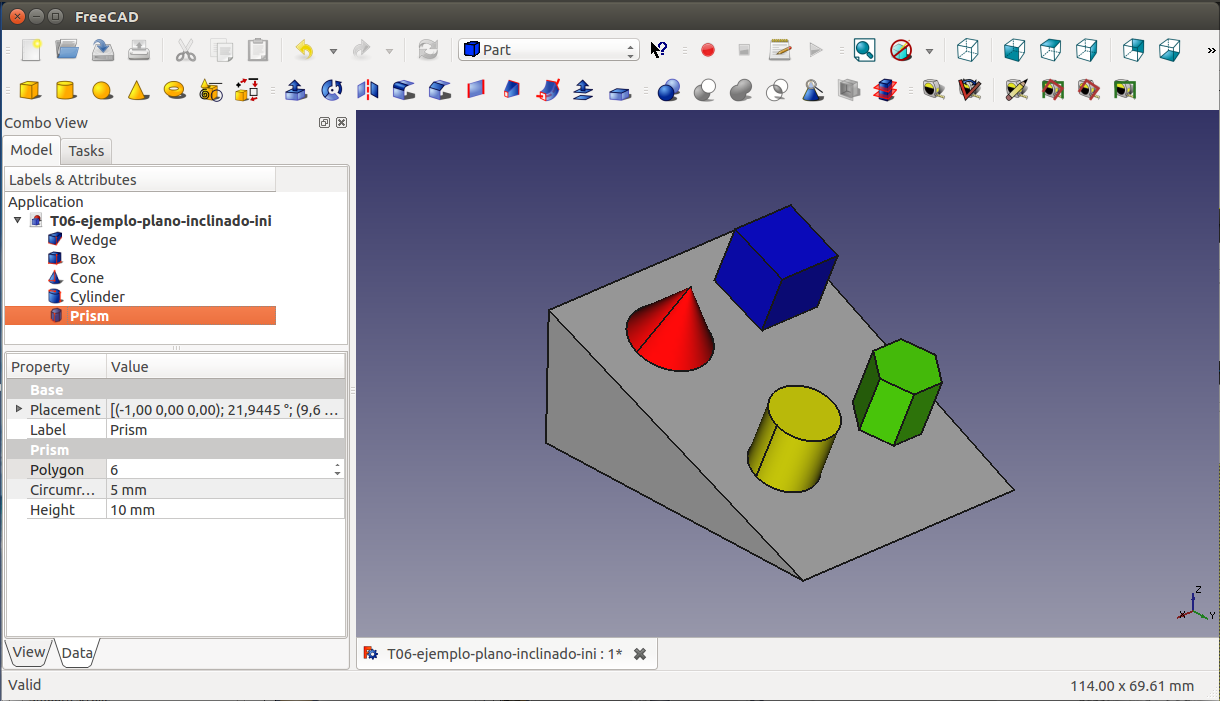 FreeCAD
Part
»
Combo View
Model Tasks
Labels & Attributes
Application
T06-ejemplo-plano-inclinado-ini
Wedge
Box
Cone
Cylinder
Prism
Property Value
Base
Placement [(-1,00 0,00 0,00); 21,9445 °; (9,6 ...
Label Prism
Prism
Polygon 6
Circumr... 5 mm
Height 10 mm
Z
X Y
View Data
T06-ejemplo-plano-inclinado-ini : 1*
Valid 114.00 x 69.61 mm